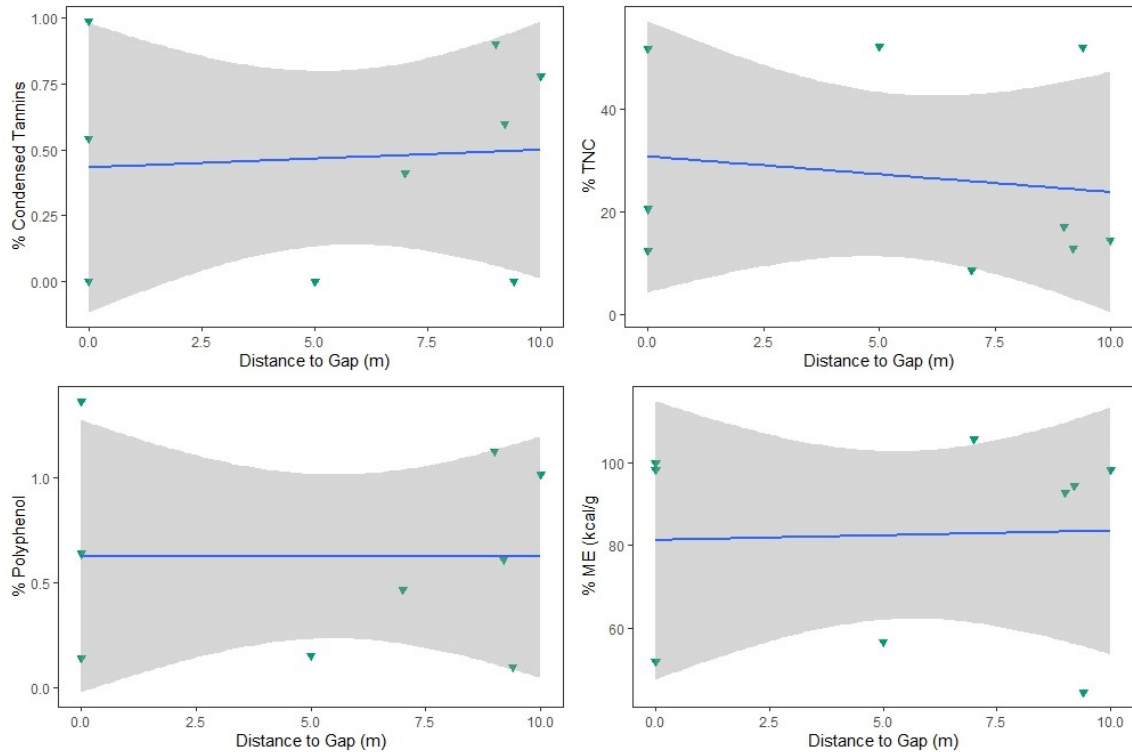 1.00
0.75
0.50
0.25
0.00
% Condensed Tannins
0.0 2.5 5.0 7.5 10.0
Distance to Gap (m)
40
20
0
% TNC
0.0 2.5 5.0 7.5 10.0
Distance to Gap (m)
1.0
0.5
0.0
% Polyphenol
0.0 2.5 5.0 7.5 10.0
Distance to Gap (m)
100
80
60
% ME (kcal/g
0.0 2.5 5.0 7.5 10.0
Distance to Gap (m)